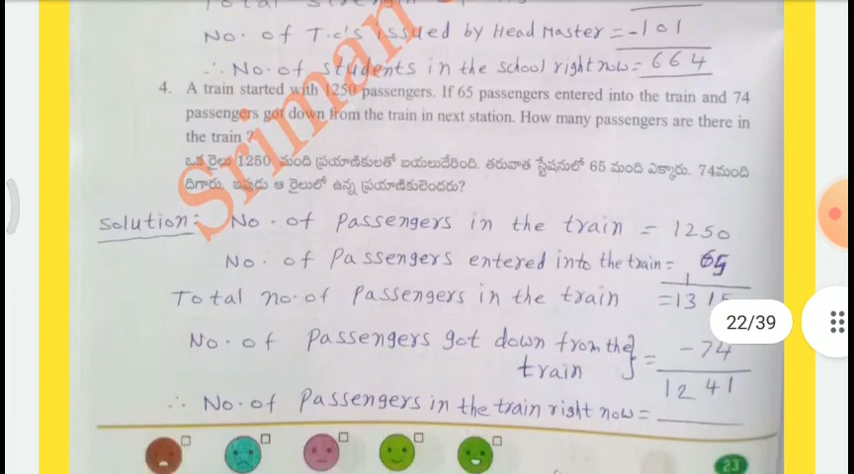 No. of T.c's issued by Head Master = -101
∴ No. of students in the school right now = 664
4. A train started with 1250 passengers. If 65 passengers entered into the train and 74
passengers got down from the train in next station. How many passengers are there in
the train ?
ఒక రైలు 1250 మంది ప్రయాణికులతో బయలుదేరింది. తరువాత స్టేషనులో 65 మంది ఎక్కారు. 74మంది
దిగారు. ఇప్పుడు ఆ రైలులో ఉన్న ప్రయాణికులెందరు?
Sriman
Solution: No. of Passengers in the train = 1250
No. of Passengers entered into the train = 65
Total no. of Passengers in the train = 1315
No. of Passengers got down from the } = -74
train
1241
∴ No. of Passengers in the train right now =
22/39
23